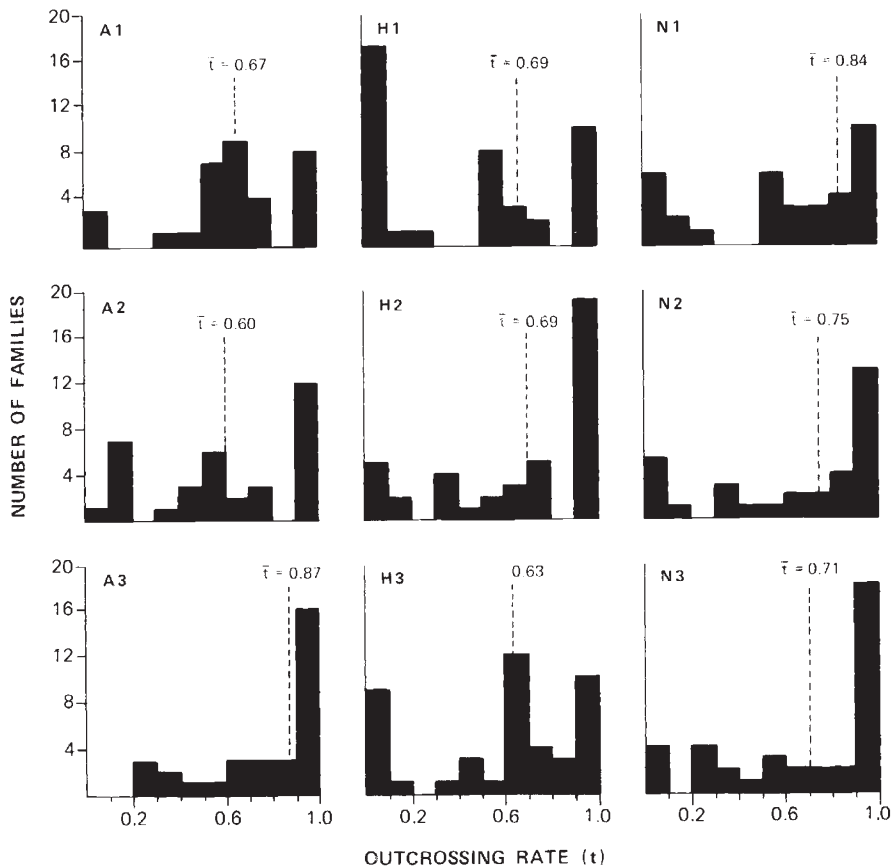 20
16
12
8
4
A1
t̄ = 0.67
H1
t̄ = 0.69
N1
t̄ = 0.84
20
16
12
8
4
A2
t̄ = 0.60
H2
t̄ = 0.69
N2
t̄ = 0.75
20
16
12
8
4
A3
t̄ = 0.87
H3
0.63
N3
t̄ = 0.71
0.2
0.6
1.0
0.2
0.6
1.0
0.2
0.6
1.0
NUMBER OF FAMILIES
OUTCROSSING RATE (t)